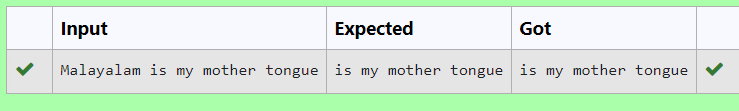 Input Expected Got
Malayalam is my mother tongue is my mother tongue is my mother tongue